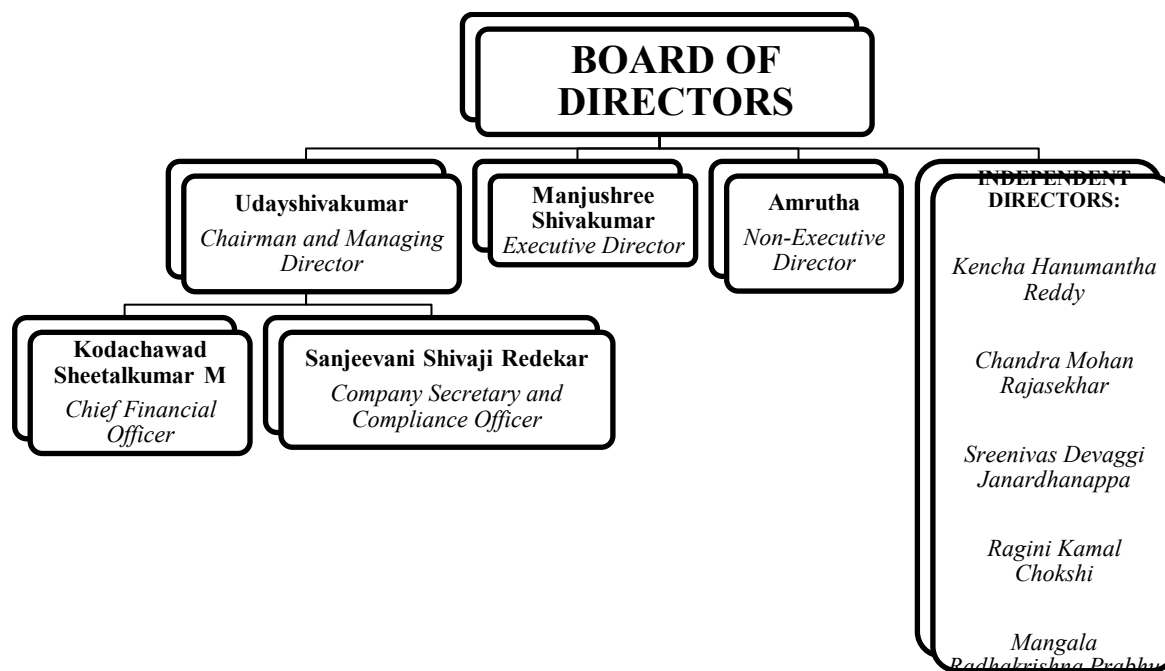 BOARD OF
DIRECTORS
Udayshivakumar
Chairman and Managing
Director
Manjushree
Shivakumar
Executive Director
Amrutha
Non-Executive
Director
INDEPENDENT
DIRECTORS:
Kencha Hanumantha
Reddy
Chandra Mohan
Rajasekhar
Sreenivas Devaggi
Janardhanappa
Ragini Kamal
Chokshi
Mangala
Radhakrishna Prabhu
Kodachawad
Sheetalkumar M
Chief Financial
Officer
Sanjeevani Shivaji Redekar
Company Secretary and
Compliance Officer